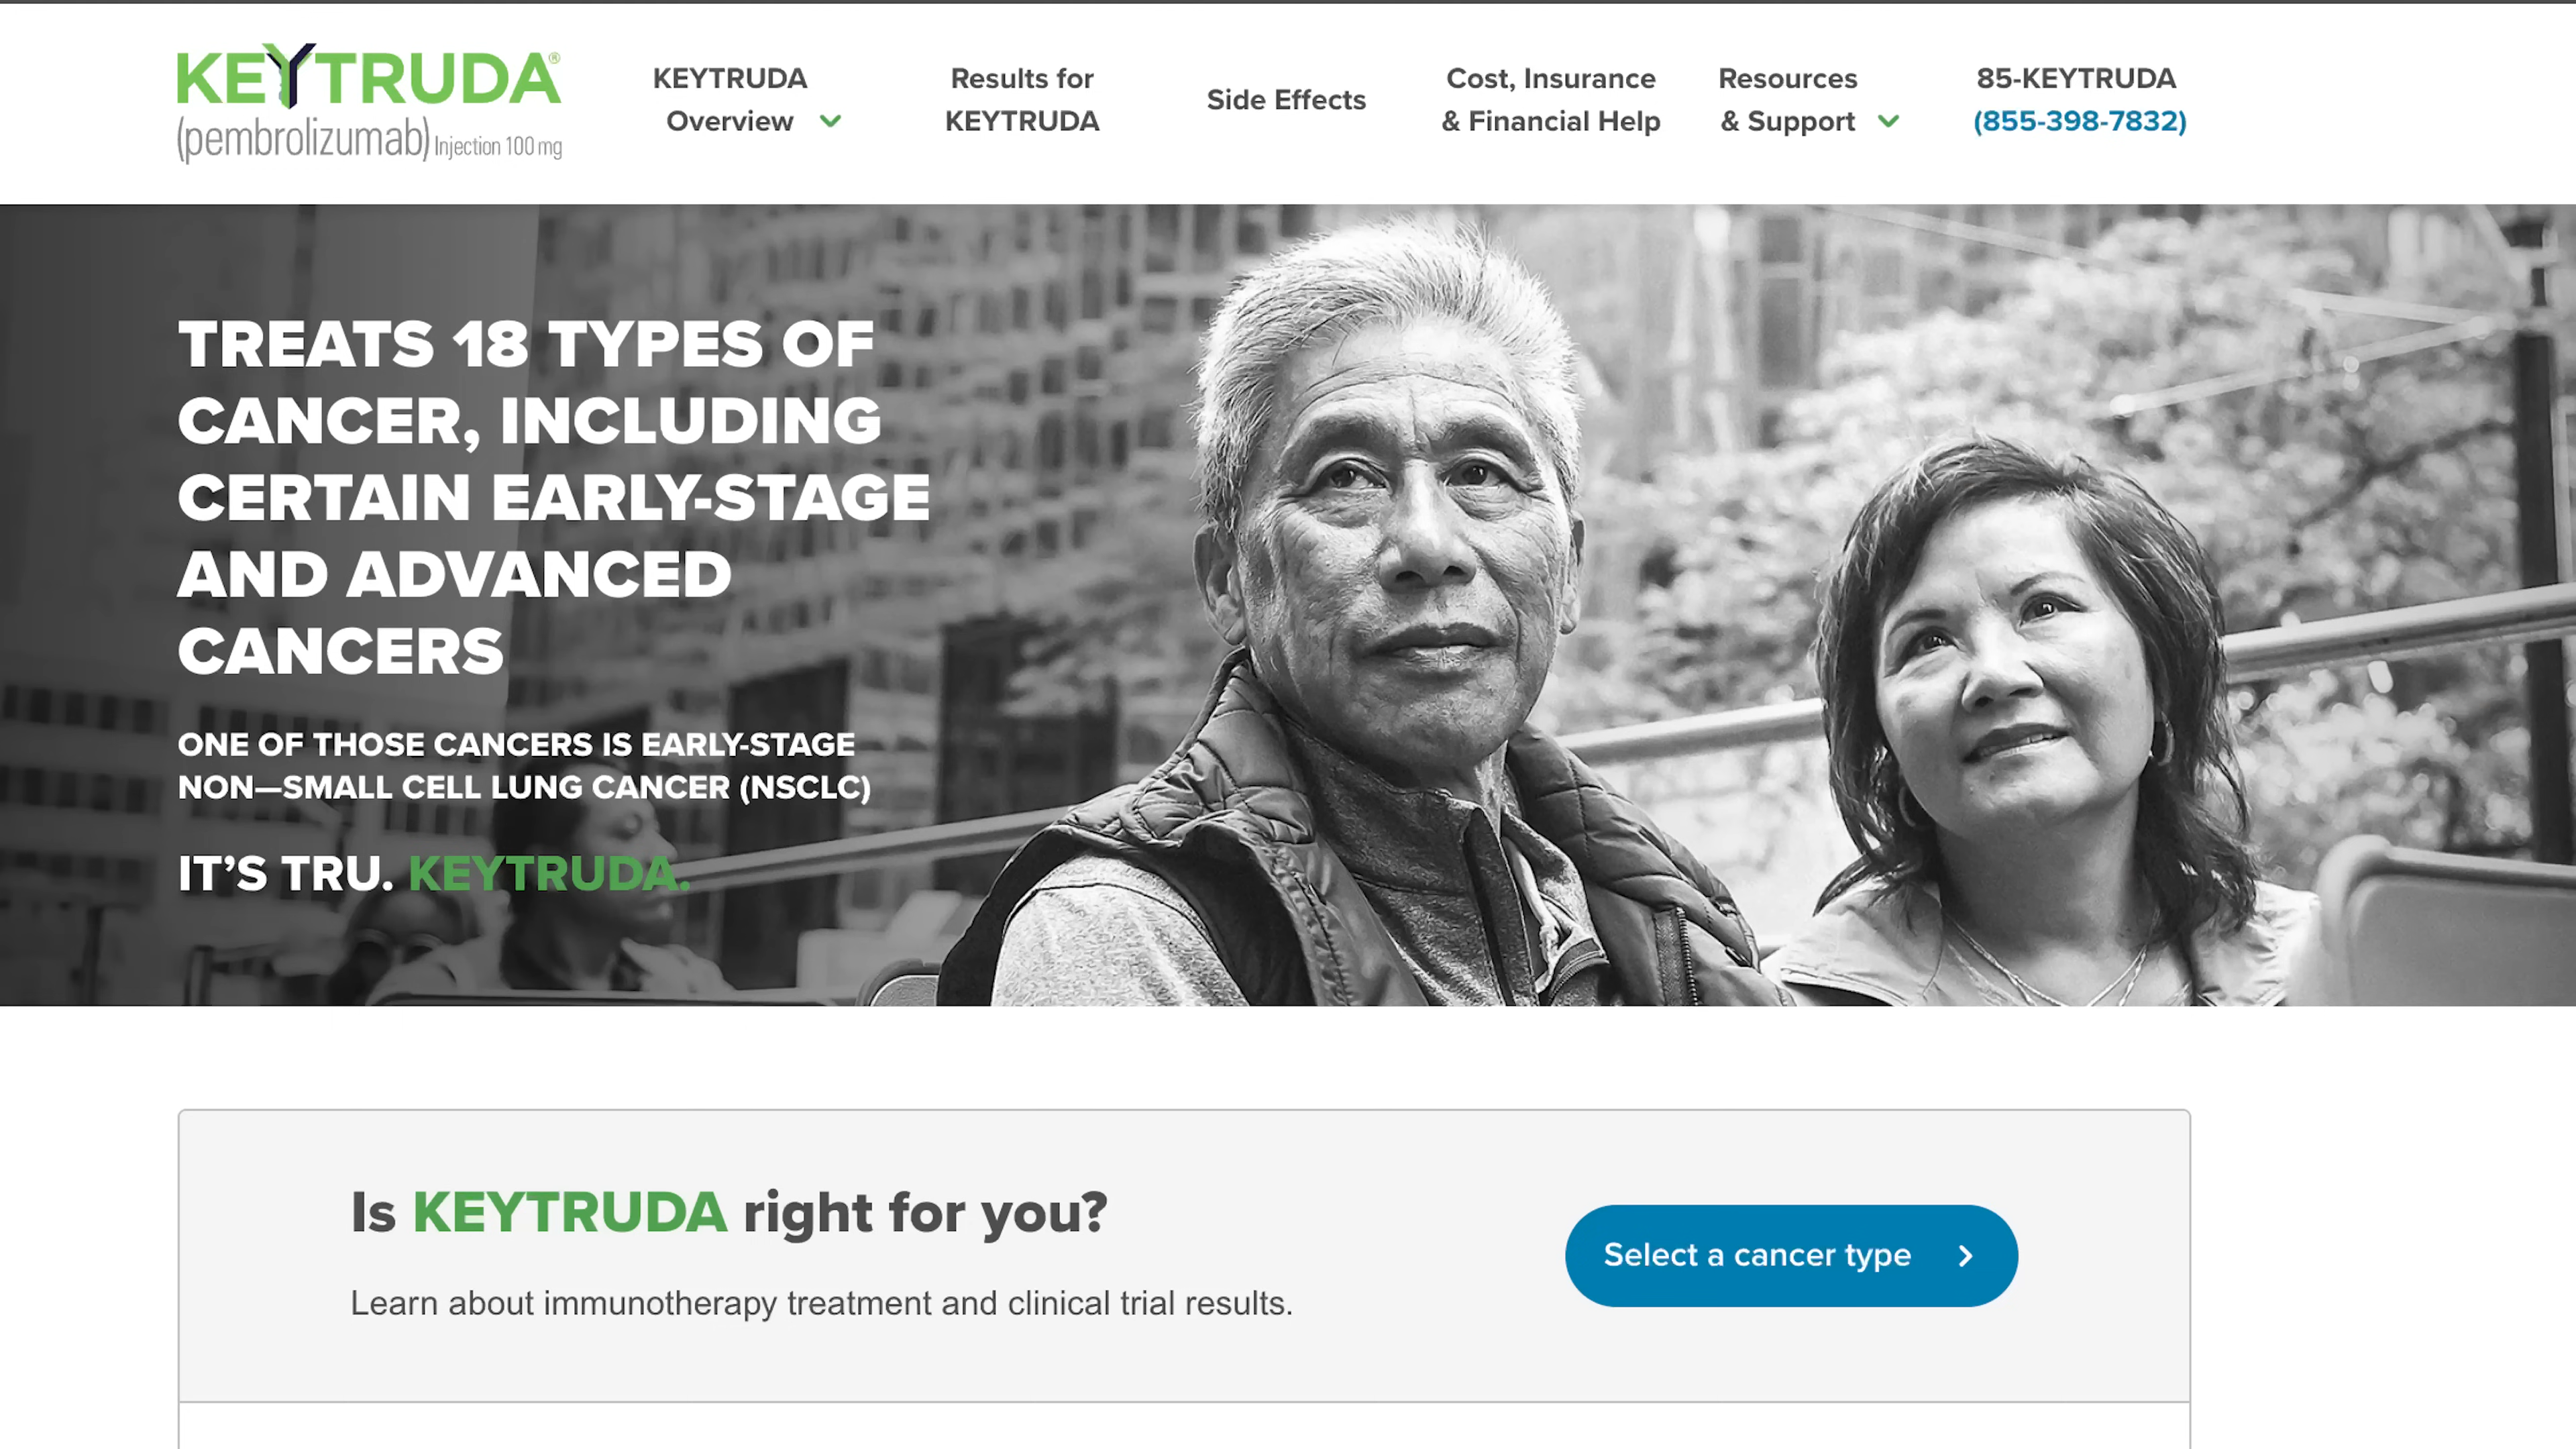 KEYTRUDA®
(pembrolizumab) Injection 100 mg
KEYTRUDA
Overview
Results for
KEYTRUDA
Side Effects
Cost, Insurance
& Financial Help
Resources
& Support
85-KEYTRUDA
(855-398-7832)
TREATS 18 TYPES OF
CANCER, INCLUDING
CERTAIN EARLY-STAGE
AND ADVANCED
CANCERS
ONE OF THOSE CANCERS IS EARLY-STAGE
NON—SMALL CELL LUNG CANCER (NSCLC)
IT’S TRU. KEYTRUDA.
Is KEYTRUDA right for you?
Learn about immunotherapy treatment and clinical trial results.
Select a cancer type